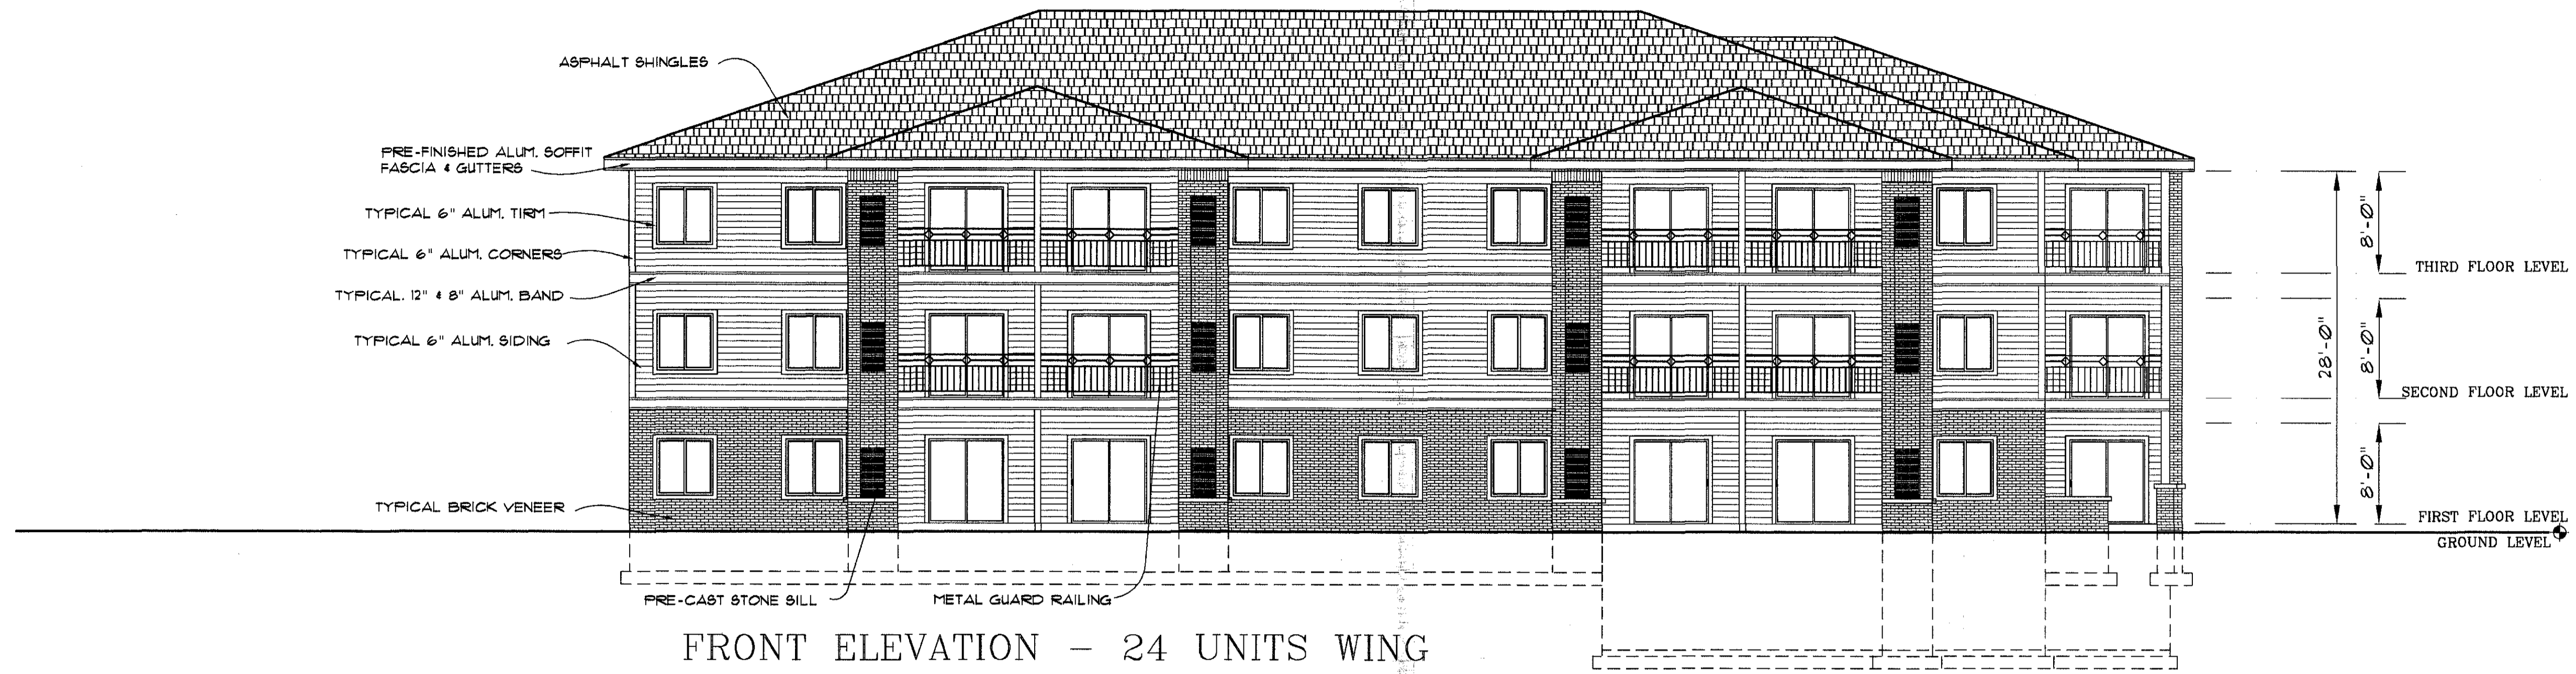 ASPHALT SHINGLES
PRE-FINISHED ALUM. SOFFIT
FASCIA & GUTTERS
TYPICAL 6" ALUM. TIRM
TYPICAL 6" ALUM. CORNERS
TYPICAL. 12" & 8" ALUM. BAND
TYPICAL 6" ALUM. SIDING
TYPICAL BRICK VENEER
PRE-CAST STONE SILL
METAL GUARD RAILING
28'-0"
8'-0"
8'-0"
8'-0"
THIRD FLOOR LEVEL
SECOND FLOOR LEVEL
FIRST FLOOR LEVEL
GROUND LEVEL
FRONT ELEVATION - 24 UNITS WING